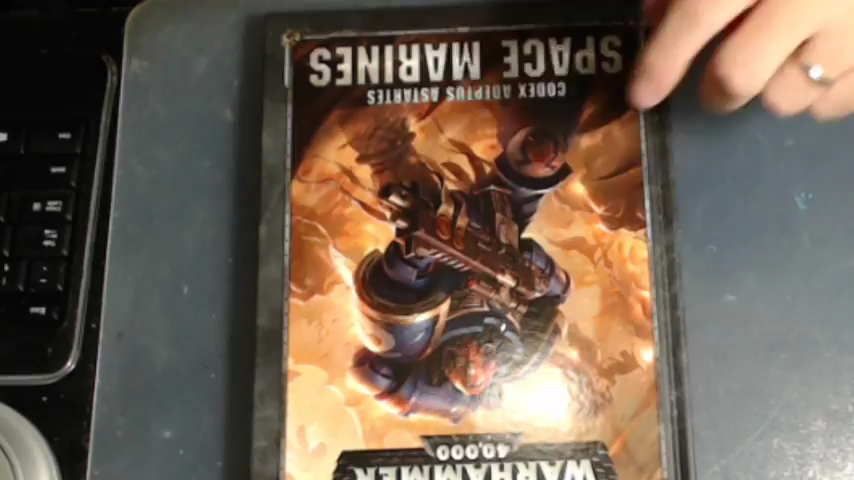 WARHAMMER
40,000
CODEX ADEPTUS ASTARTES
SPACE MARINES